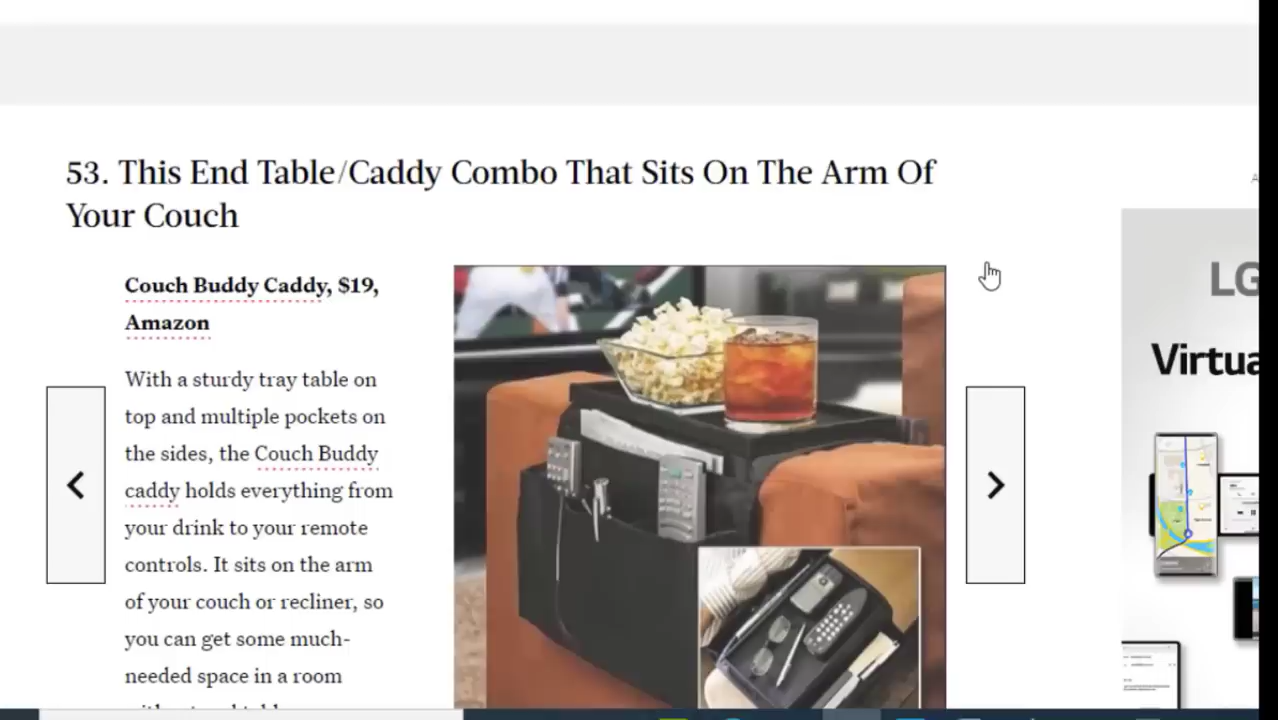 53. This End Table/Caddy Combo That Sits On The Arm Of
Your Couch
Couch Buddy Caddy, $19,
Amazon
With a sturdy tray table on
top and multiple pockets on
the sides, the Couch Buddy
caddy holds everything from
your drink to your remote
controls. It sits on the arm
of your couch or recliner, so
you can get some much-
needed space in a room
LG
Virtua